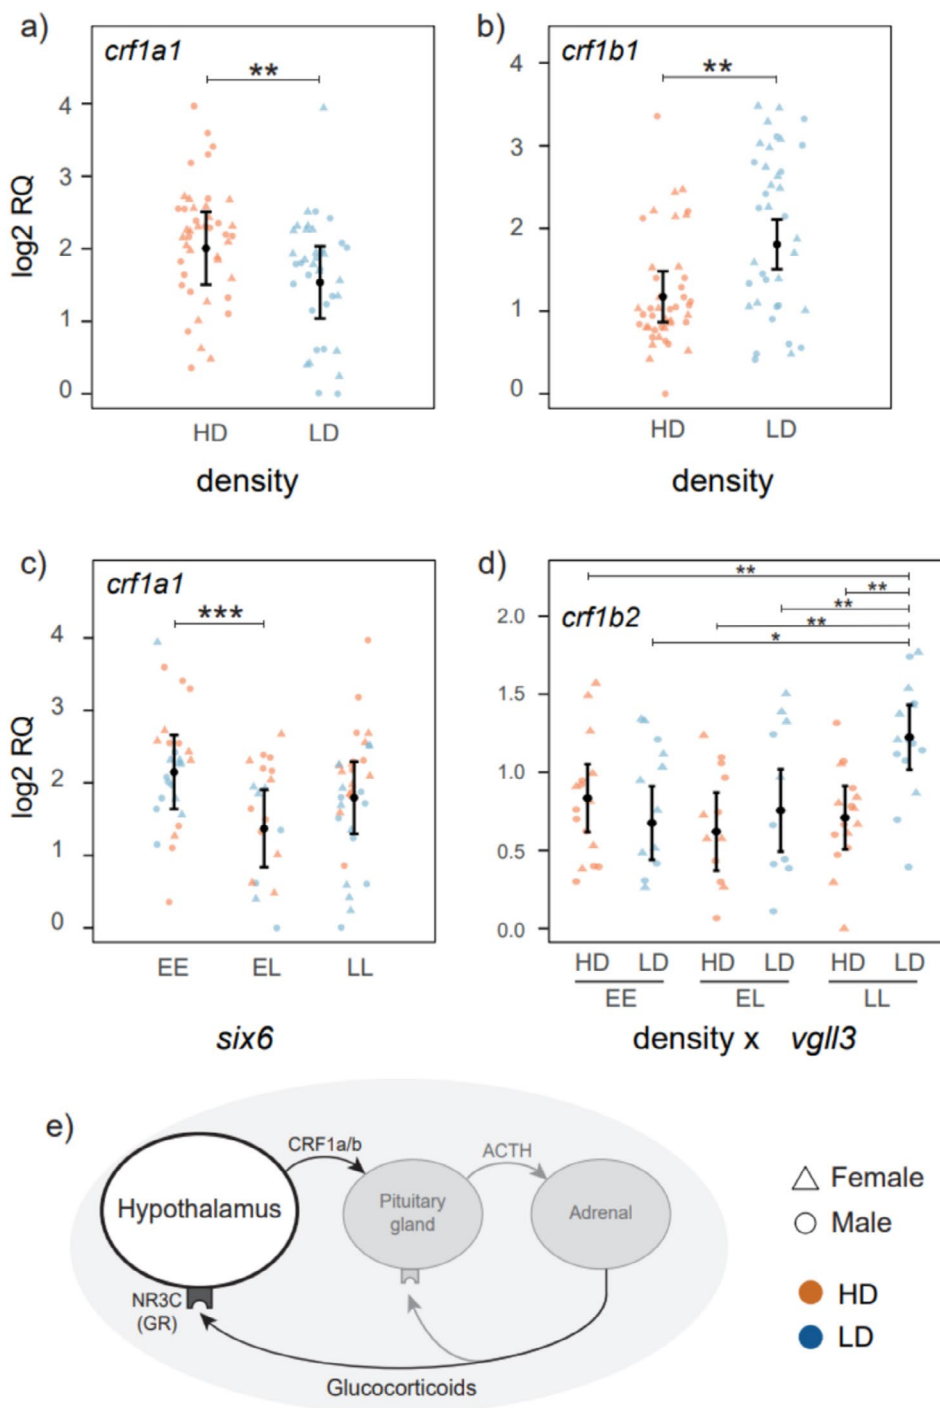 a)
crf1a1
**
log2 RQ
4
3
2
1
0
HD LD
density
b)
crf1b1
**
4
3
2
1
0
HD LD
density
c)
crf1a1
***
log2 RQ
4
3
2
1
0
EE EL LL
six6
d)
crf1b2
**
**
**
**
*
2.0
1.5
1.0
0.5
0.0
HD LD HD LD HD LD
EE EL LL
density x vgll3
e)
CRF1a/b
ACTH
Hypothalamus
Pituitary
gland
Adrenal
NR3C
(GR)
Glucocorticoids
Female
Male
HD
LD